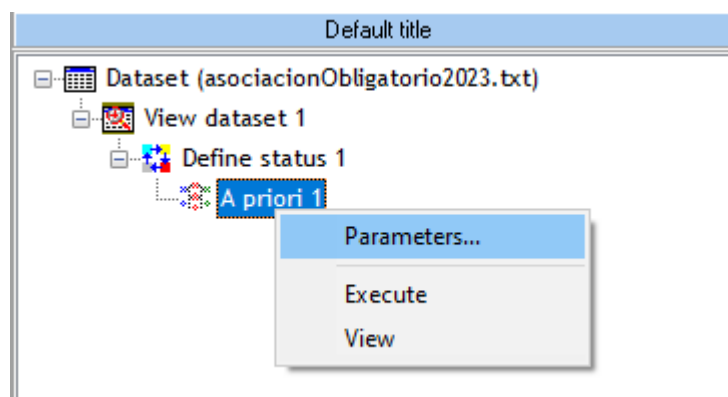 Default title
Dataset (asociacionObligatorio2023.txt)
View dataset 1
Define status 1
A priori 1
Parameters...
Execute
View